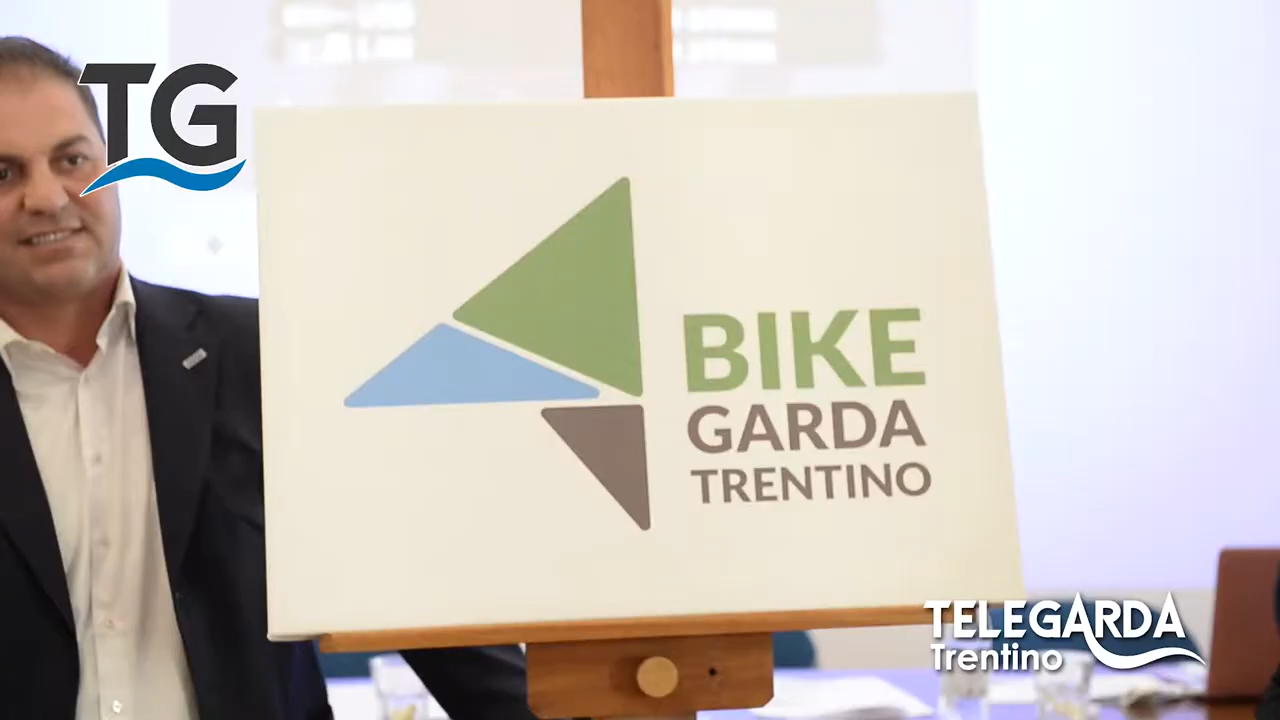 TG
BIKE
GARDA
TRENTINO
TELEGARDA
Trentino